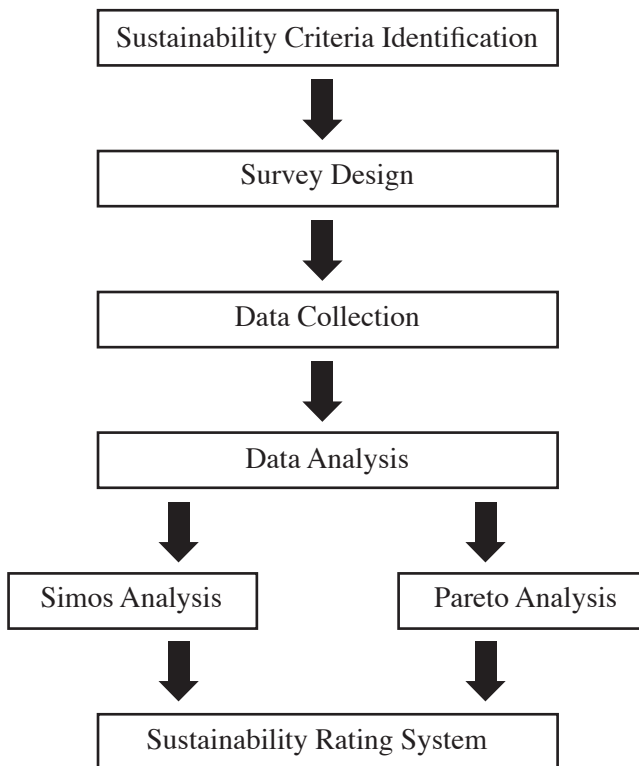 Sustainability Criteria Identification
Survey Design
Data Collection
Data Analysis
Simos Analysis
Pareto Analysis
Sustainability Rating System